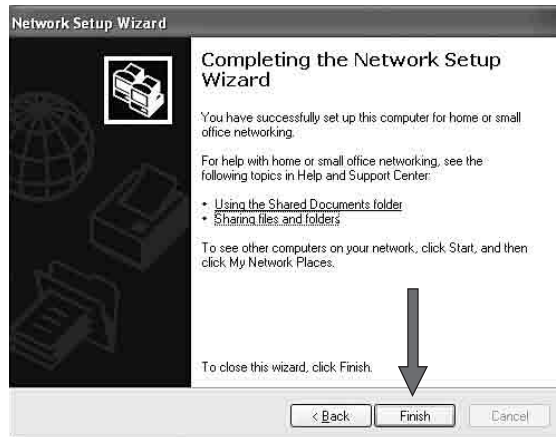 Network Setup Wizard
Completing the Network Setup
Wizard
You have successfully set up this computer for home or small
office networking.
For help with home or small office networking, see the
following topics in Help and Support Center:
• Using the Shared Documents folder
• Sharing files and folders
To see other computers on your network, click Start, and then
click My Network Places.
To close this wizard, click Finish.
< Back
Finish
Cancel